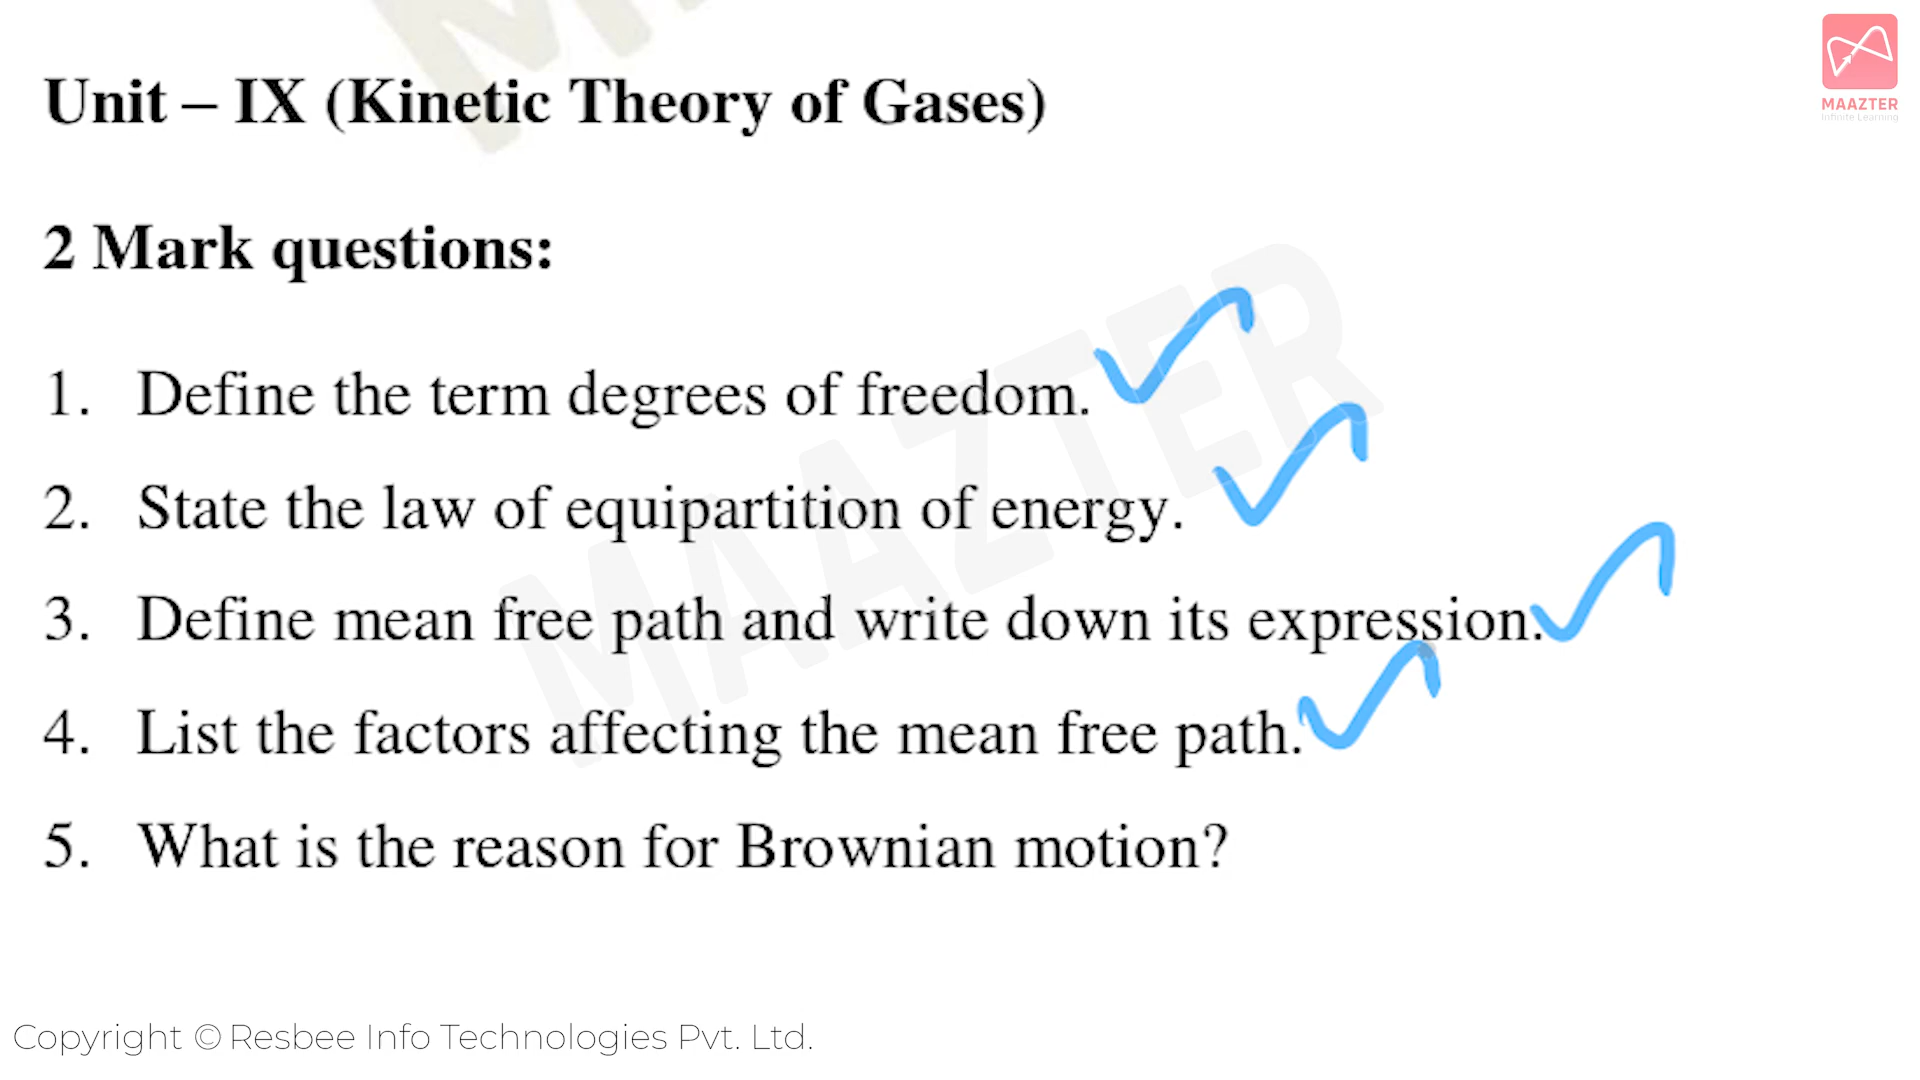 Unit – IX (Kinetic Theory of Gases)
MAAZTER
Infinite Learning
2 Mark questions:
1. Define the term degrees of freedom.
2. State the law of equipartition of energy.
3. Define mean free path and write down its expression.
4. List the factors affecting the mean free path.
5. What is the reason for Brownian motion?
MAAZTER
Copyright © Resbee Info Technologies Pvt. Ltd.